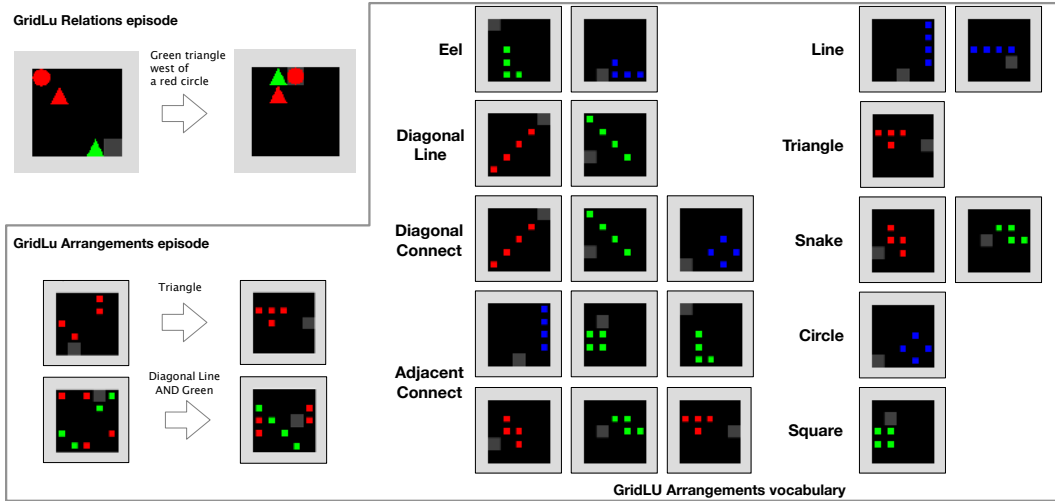 GridLu Relations episode
Green triangle
west of
a red circle
GridLu Arrangements episode
Triangle
Diagonal Line
AND Green
Eel
Diagonal
Line
Diagonal
Connect
Adjacent
Connect
Line
Triangle
Snake
Circle
Square
GridLU Arrangements vocabulary